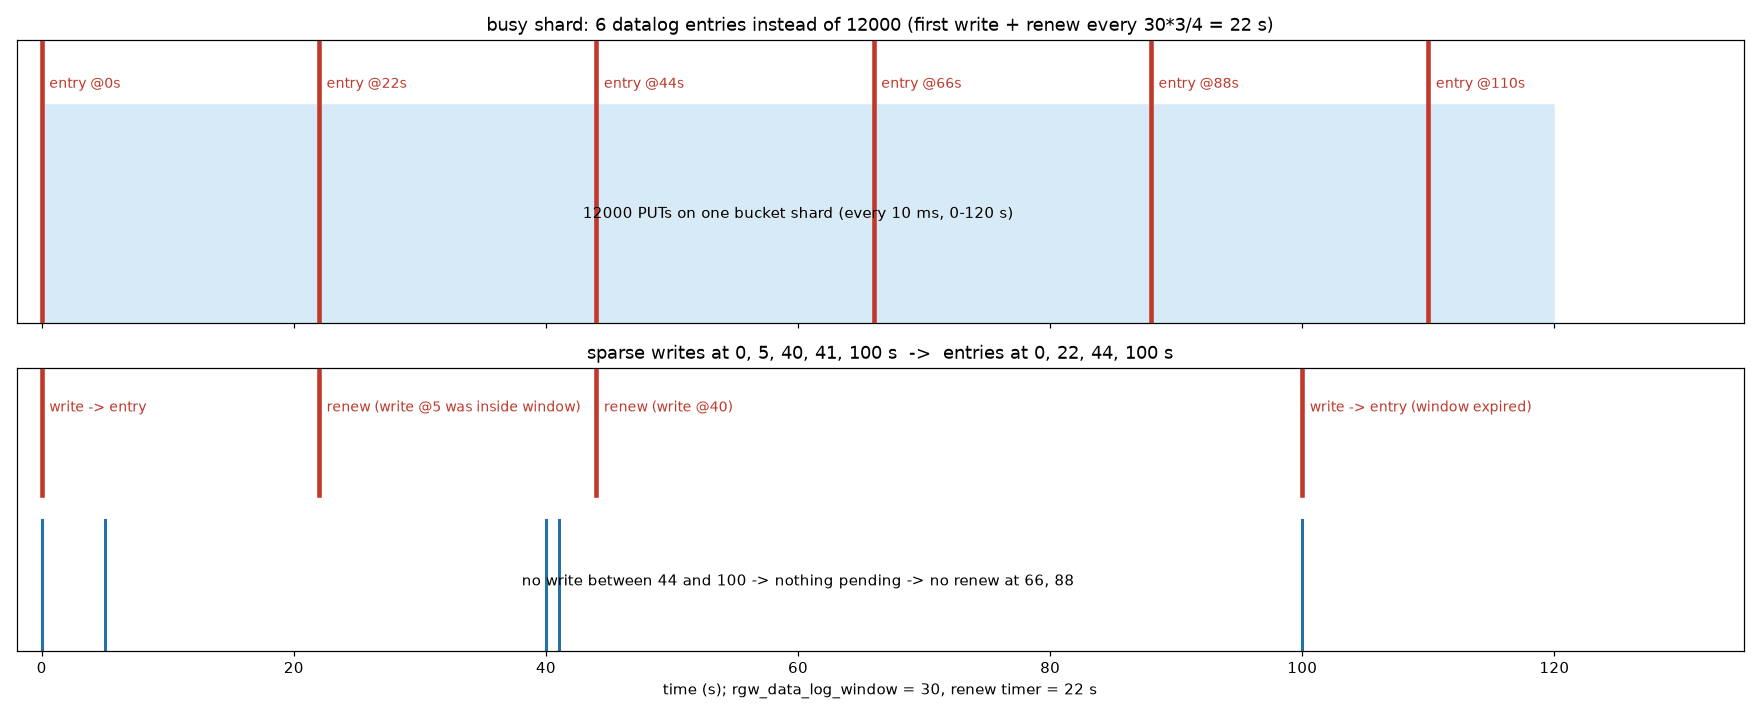 busy shard: 6 datalog entries instead of 12000 (first write + renew every 30*3/4 = 22 s)
entry @0s
entry @22s
entry @44s
entry @66s
entry @88s
entry @110s
12000 PUTs on one bucket shard (every 10 ms, 0-120 s)
sparse writes at 0, 5, 40, 41, 100 s  ->  entries at 0, 22, 44, 100 s
write -> entry
renew (write @5 was inside window)
renew (write @40)
write -> entry (window expired)
no write between 44 and 100 -> nothing pending -> no renew at 66, 88
0
20
40
60
80
100
120
time (s); rgw_data_log_window = 30, renew timer = 22 s